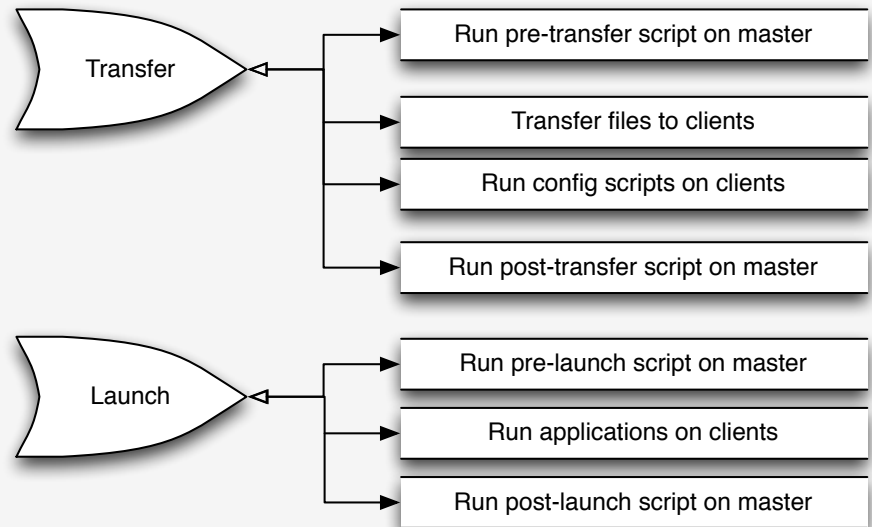 Transfer
Run pre-transfer script on master
Transfer files to clients
Run config scripts on clients
Run post-transfer script on master
Launch
Run pre-launch script on master
Run applications on clients
Run post-launch script on master